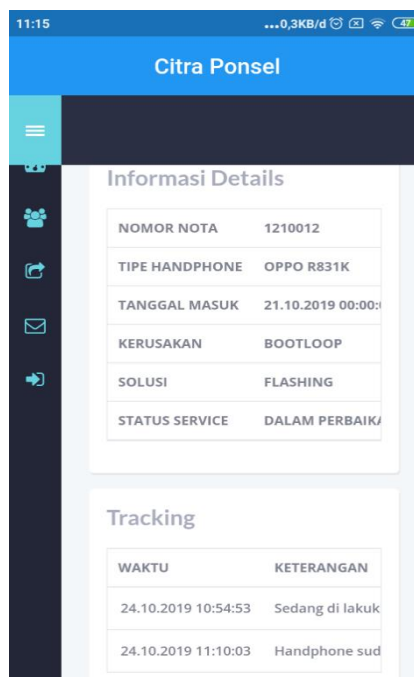 11:15 ...0,3KB/d 47
Citra Ponsel
Informasi Details
NOMOR NOTA 1210012
TIPE HANDPHONE OPPO R831K
TANGGAL MASUK 21.10.2019 00:00:
KERUSAKAN BOOTLOOP
SOLUSI FLASHING
STATUS SERVICE DALAM PERBAIKA
Tracking
WAKTU KETERANGAN
24.10.2019 10:54:53 Sedang di lakuk
24.10.2019 11:10:03 Handphone sud